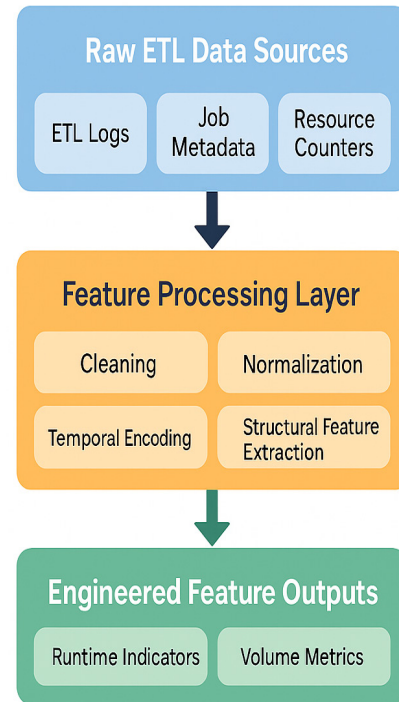 Raw ETL Data Sources
ETL Logs
Job
Metadata
Resource
Counters
Feature Processing Layer
Cleaning
Normalization
Temporal Encoding
Structural Feature
Extraction
Engineered Feature Outputs
Runtime Indicators
Volume Metrics